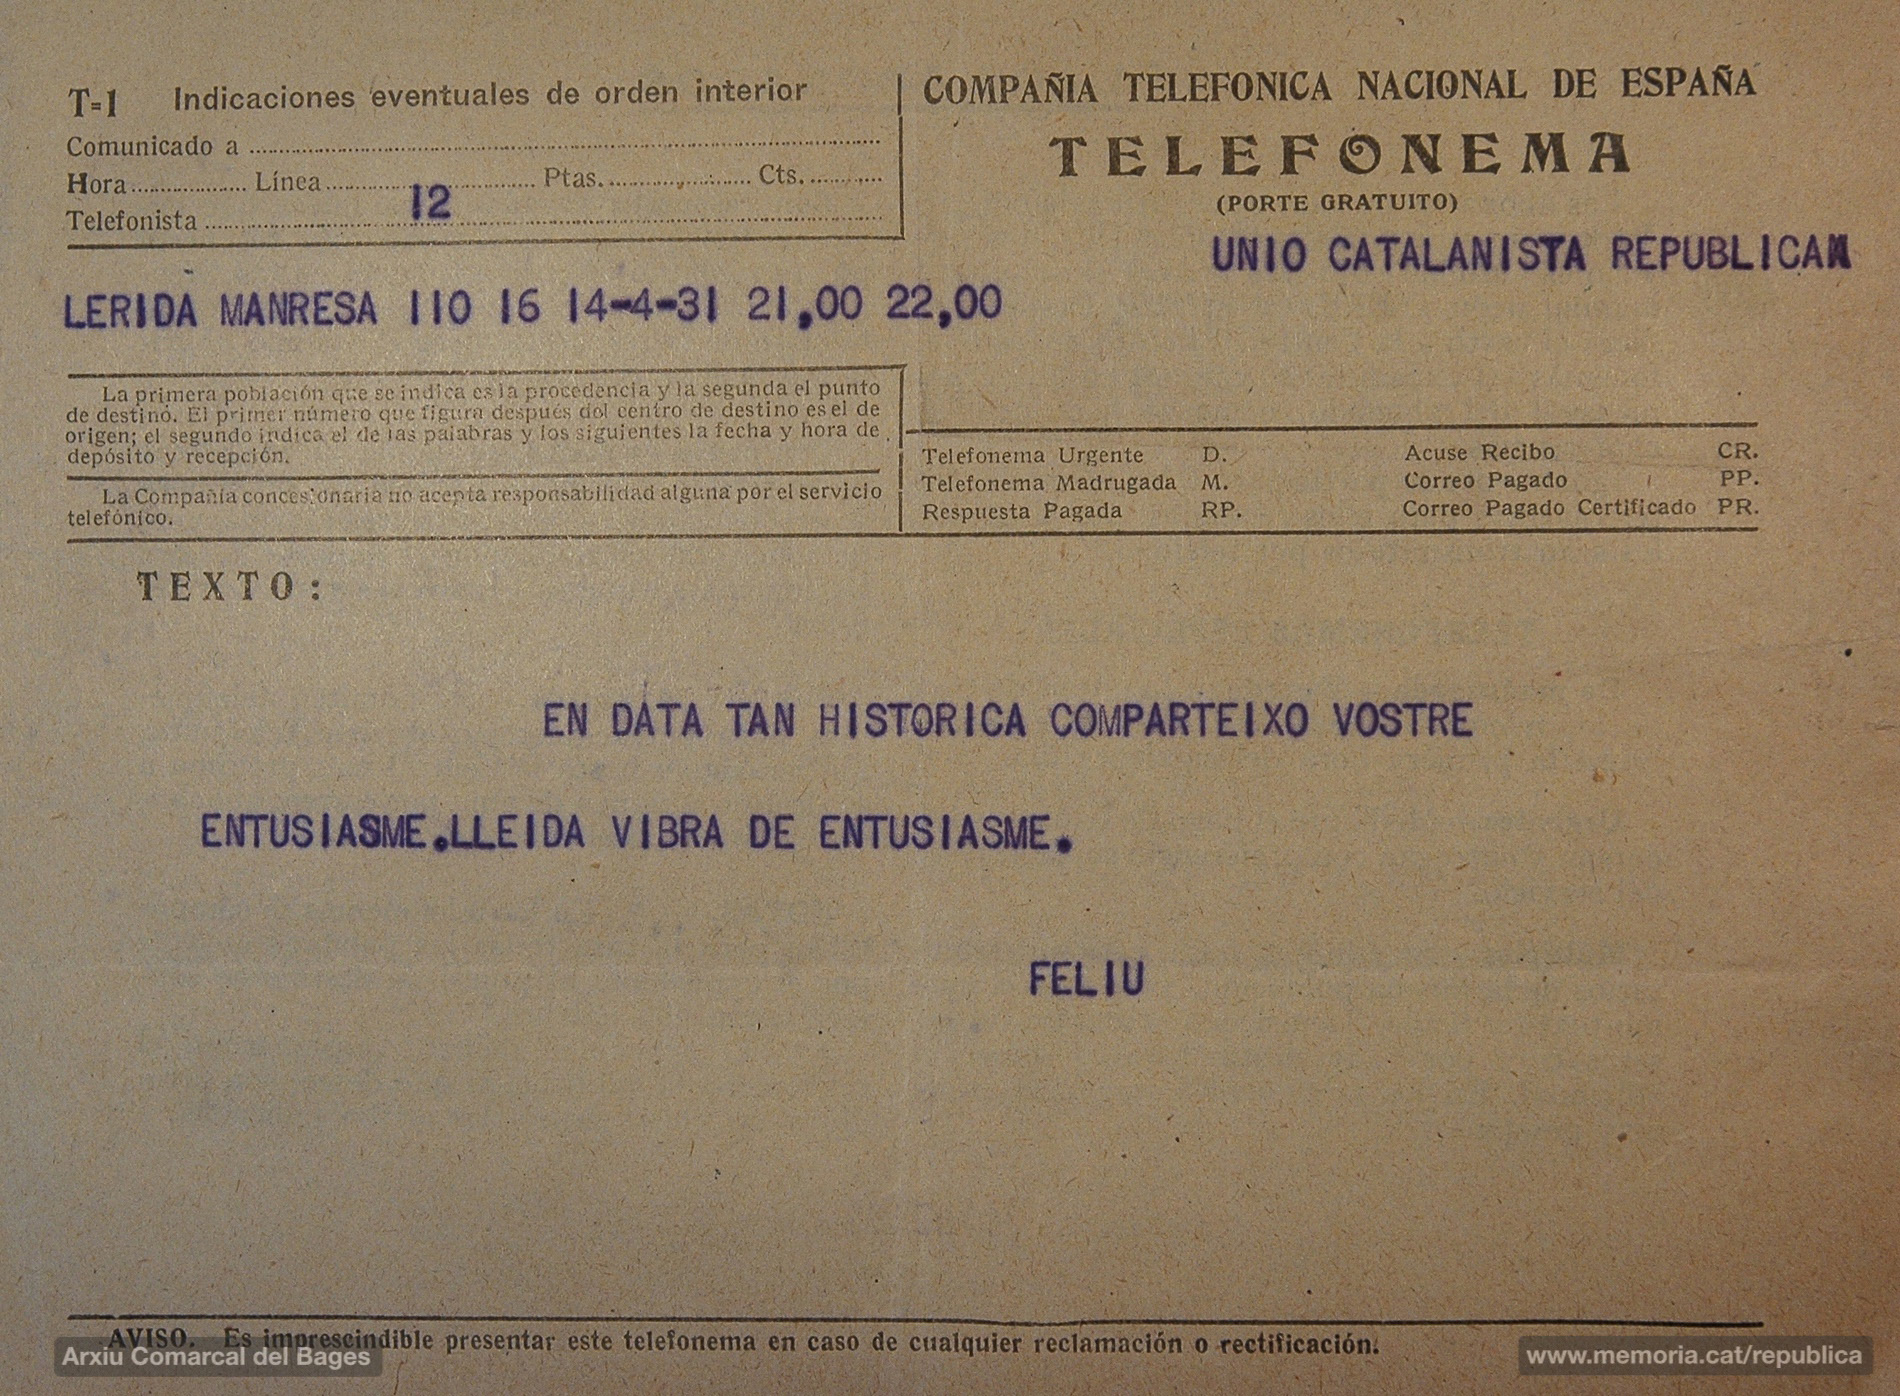 T=1 Indicaciones eventuales de orden interior
Comunicado a
Hora Línea Ptas. Cts.
12
Telefonista
COMPAÑIA TELEFONICA NACIONAL DE ESPAÑA
TELEFONEMA
(PORTE GRATUITO)
UNIO CATALANISTA REPUBLICAN
LERIDA MANRESA 110 16 14-4-31 21,00 22,00
La primera población que se indica es la procedencia y la segunda el punto
de destino. El primer número que figura después del centro de destino es el de
origen; el segundo indica el de las palabras y los siguientes la fecha y hora de
depósito y recepción.
La Compañía concesionaria no acepta responsabilidad alguna por el servicio
telefónico.
Telefonema Urgente D. Acuse Recibo CR.
Telefonema Madrugada M. Correo Pagado PP.
Respuesta Pagada RP. Correo Pagado Certificado PR.
TEXTO:
EN DATA TAN HISTORICA COMPARTEIXO VOSTRE
ENTUSIASME.LLEIDA VIBRA DE ENTUSIASME.
FELIU
AVISO. Es imprescindible presentar este telefonema en caso de cualquier reclamación o rectificación.
Arxiu Comarcal del Bages
www.memoria.cat/republica